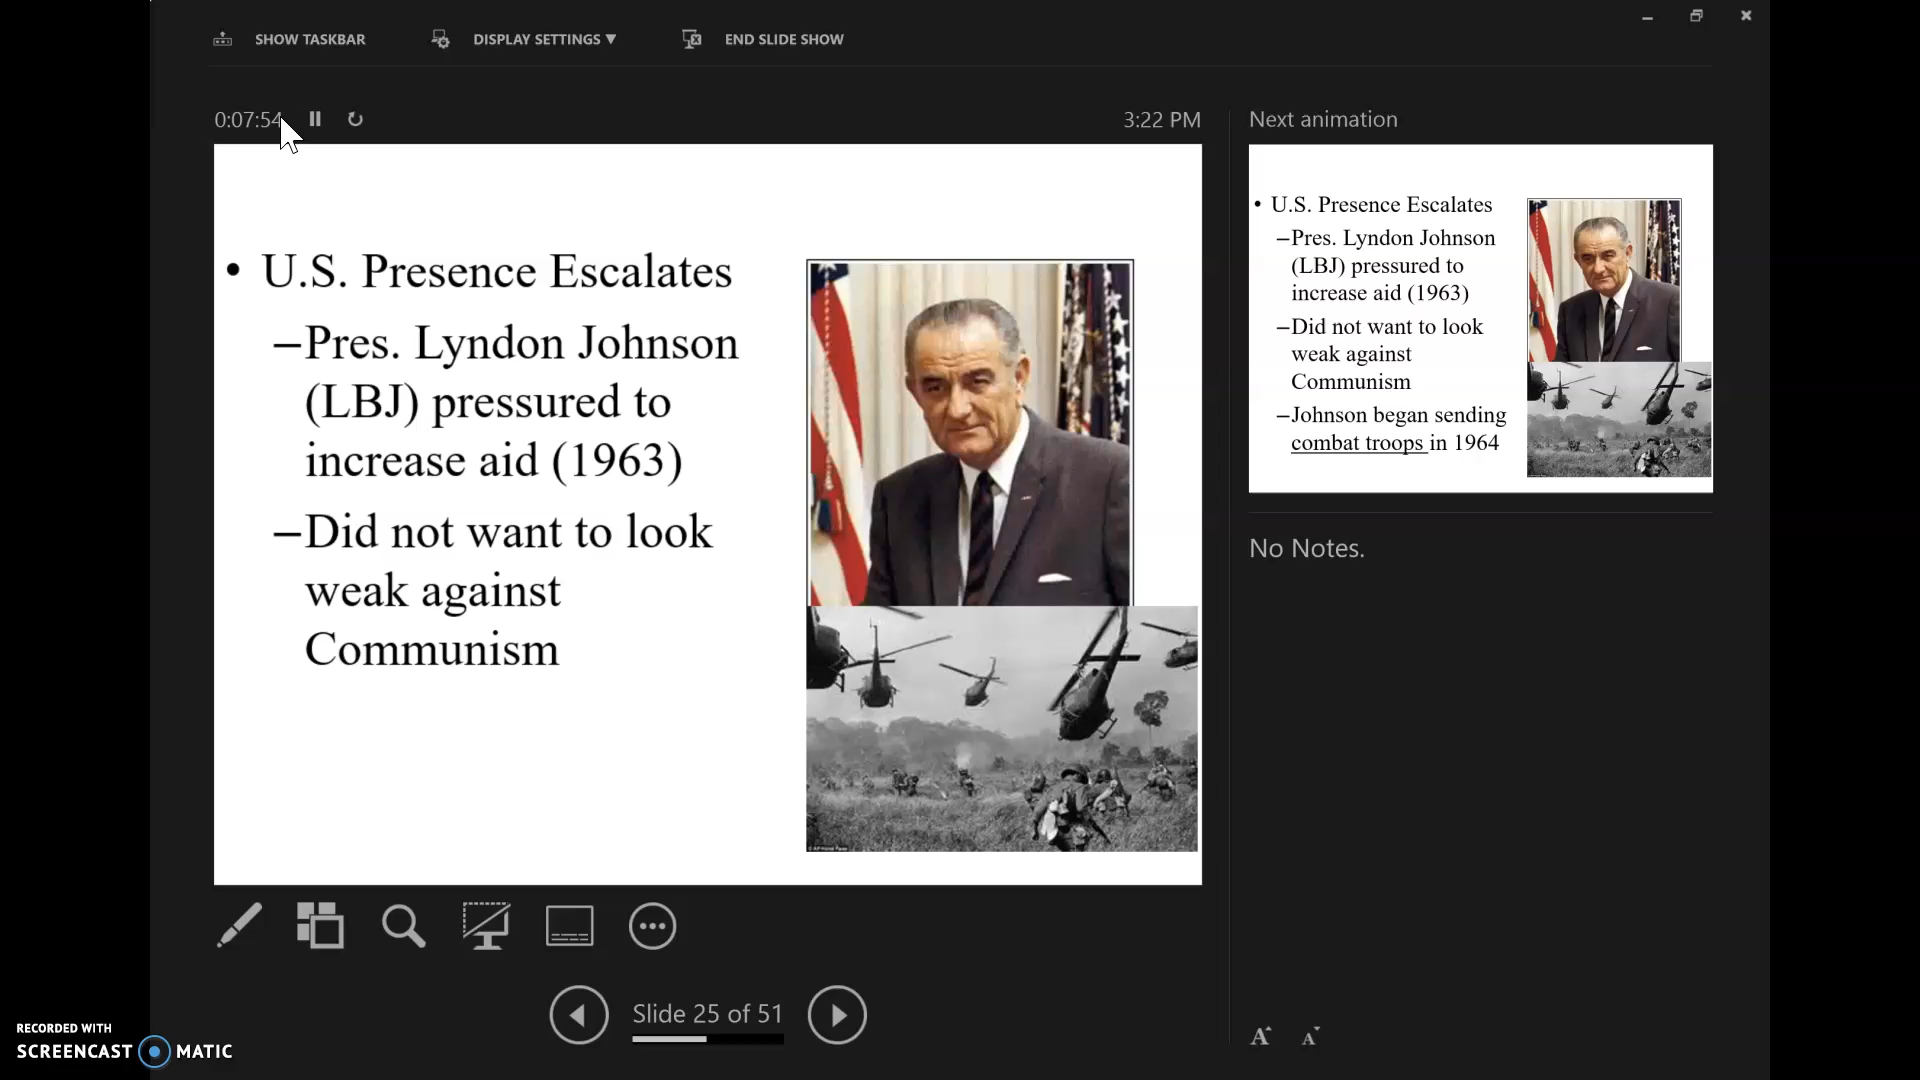 SHOW TASKBAR
DISPLAY SETTINGS ▼
END SLIDE SHOW
0:07:54
3:22 PM
• U.S. Presence Escalates
–Pres. Lyndon Johnson
(LBJ) pressured to
increase aid (1963)
–Did not want to look
weak against
Communism
Next animation
• U.S. Presence Escalates
–Pres. Lyndon Johnson
(LBJ) pressured to
increase aid (1963)
–Did not want to look
weak against
Communism
–Johnson began sending
combat troops in 1964
No Notes.
Slide 25 of 51
A A
RECORDED WITH
SCREENCAST MATIC